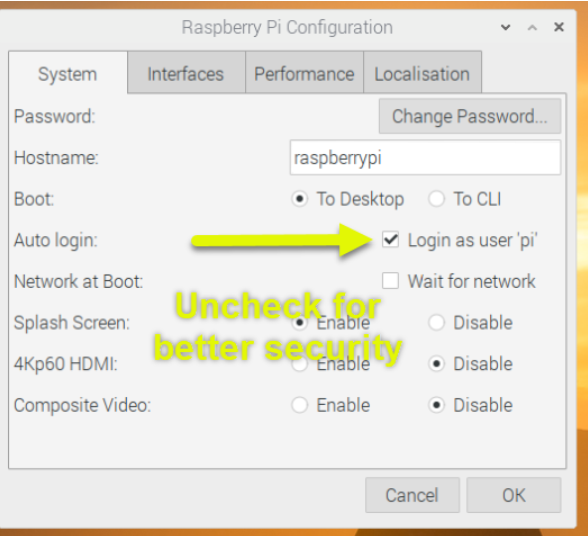 Raspberry Pi Configuration
System Interfaces Performance Localisation
Password: Change Password...
Hostname: raspberrypi
Boot: To Desktop To CLI
Auto login: Login as user 'pi'
Network at Boot: Wait for network
Uncheck for
Splash Screen: Enable Disable
better security
4Kp60 HDMI: Enable Disable
Composite Video: Enable Disable
Cancel OK